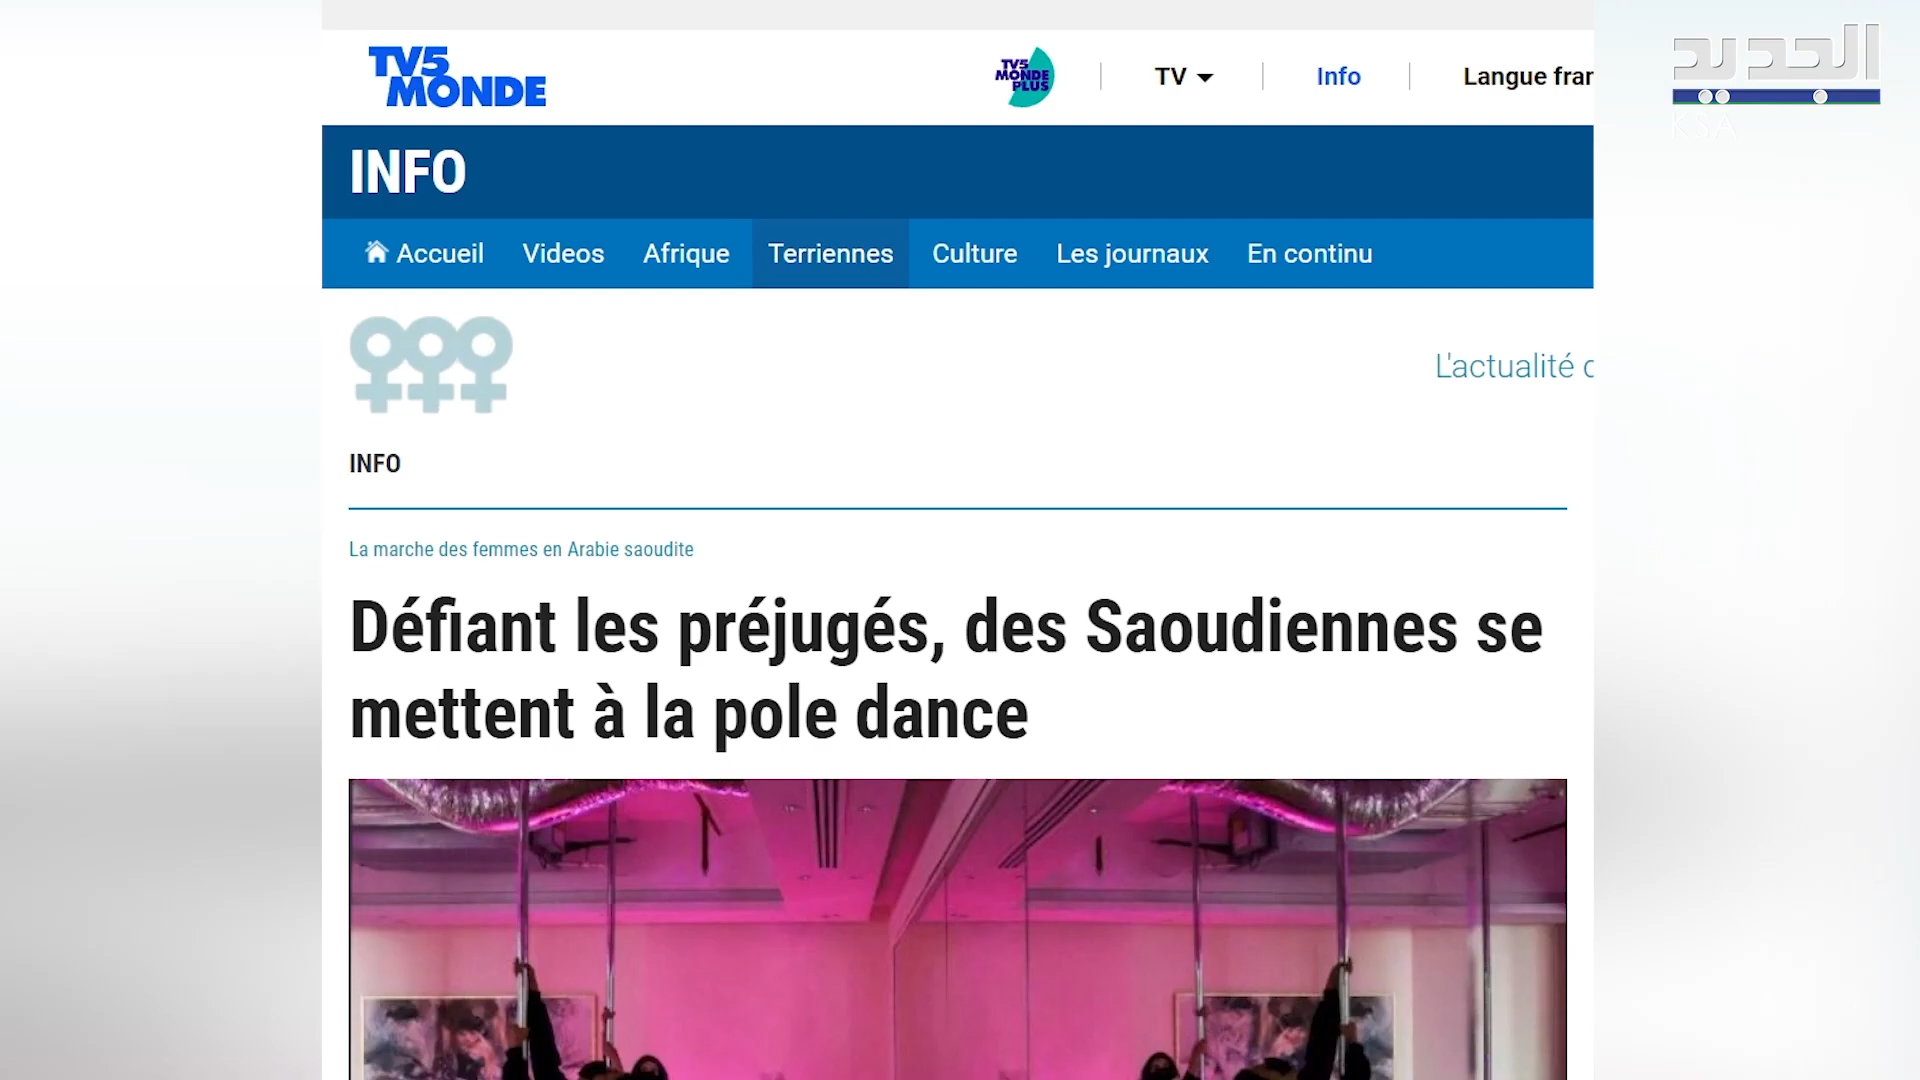 TV5
MONDE
TV5
MONDE
PLUS
TV
Info
Langue fran
الجديد
KSA
INFO
Accueil
Videos
Afrique
Terriennes
Culture
Les journaux
En continu
L'actualité
INFO
La marche des femmes en Arabie saoudite
Défiant les préjugés, des Saoudiennes se
mettent à la pole dance